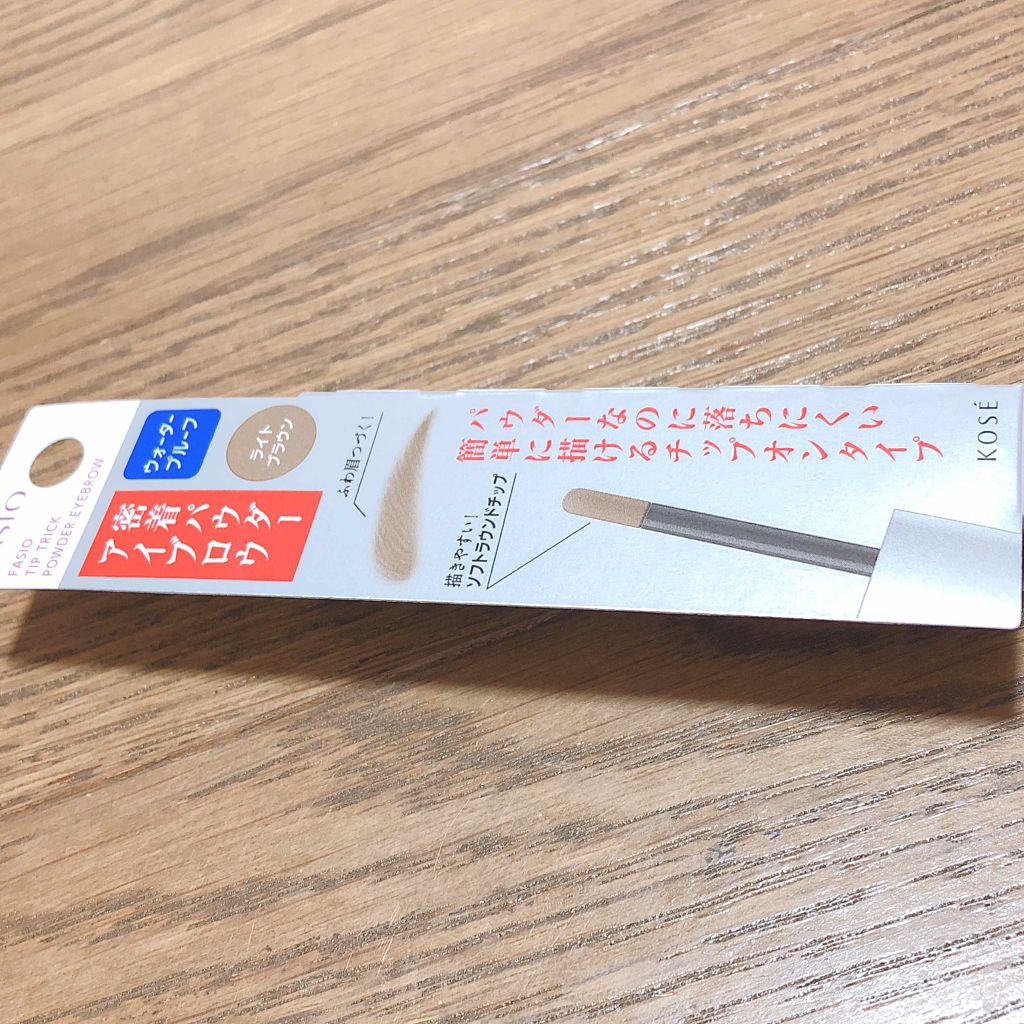 FASIO
TIP TRICK
POWDER EYEBROW
ウォーター
プルーフ
ライト
ブラウン
密着パウダー
アイブロウ
ふわ眉つづく!
パウダーなのに落ちにくい
簡単に描けるチップオンタイプ
描きやすい!
ソフトラウンドチップ
KOSÉ